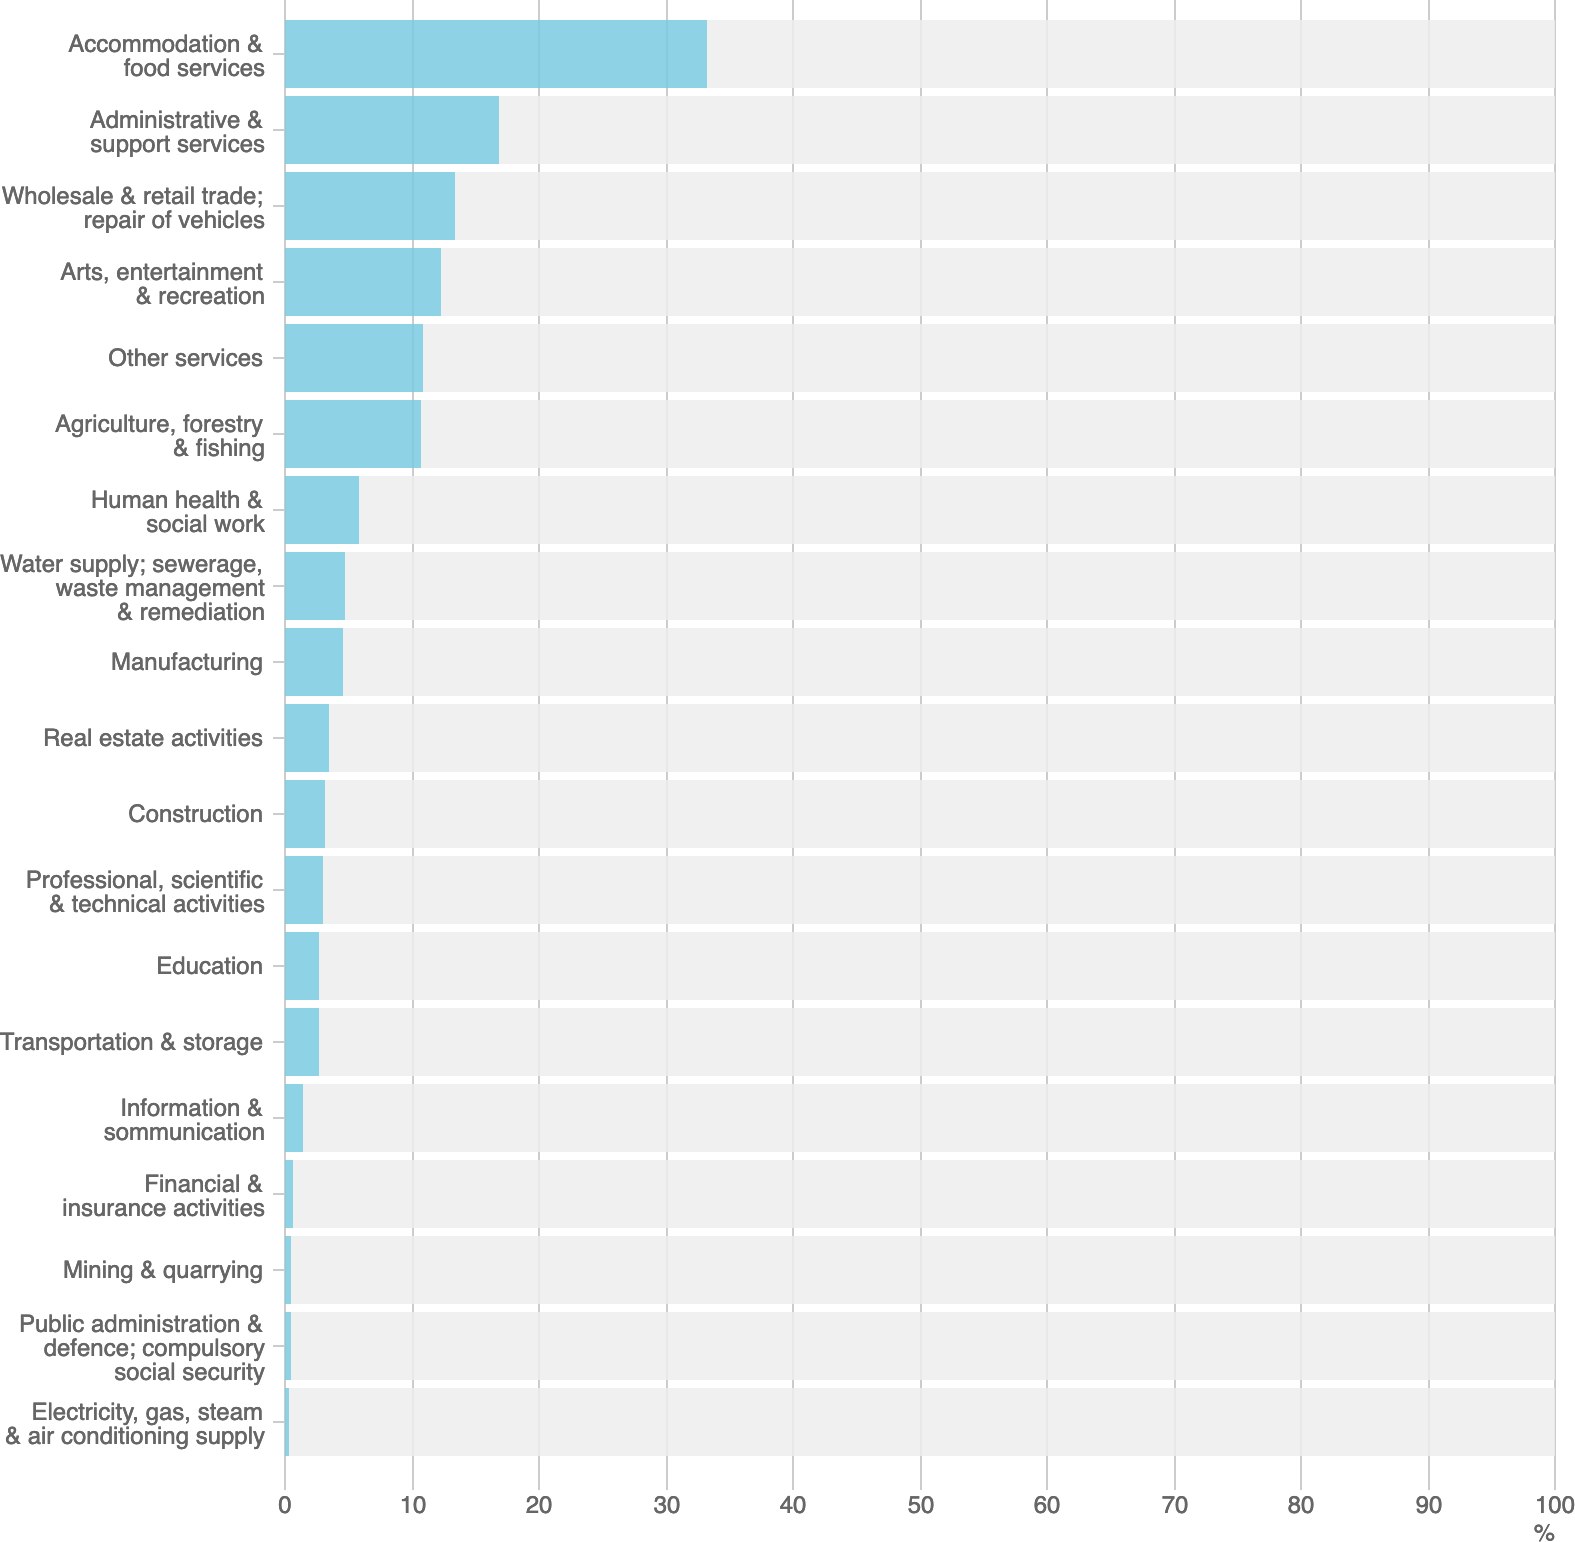 Accommodation &
food services
Administrative &
support services
Wholesale & retail trade;
repair of vehicles
Arts, entertainment
& recreation
Other services
Agriculture, forestry
& fishing
Human health &
social work
Water supply; sewerage,
waste management
& remediation
Manufacturing
Real estate activities
Construction
Professional, scientific
& technical activities
Education
Transportation & storage
Information &
sommunication
Financial &
insurance activities
Mining & quarrying
Public administration &
defence; compulsory
social security
Electricity, gas, steam
& air conditioning supply
0 10 20 30 40 50 60 70 80 90 100
%